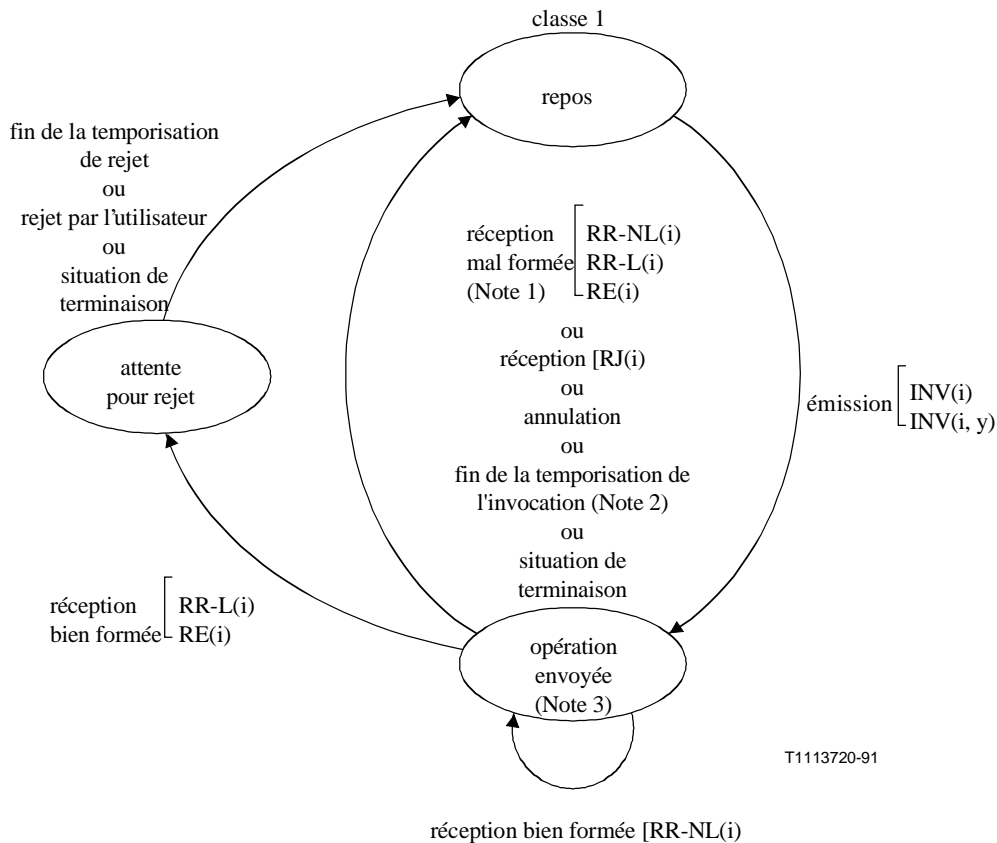 classe 1
repos
fin de la temporisation
de rejet
ou
rejet par l'utilisateur
ou
situation de
terminaison
réception
mal formée
(Note 1)
RR-NL(i)
RR-L(i)
RE(i)
ou
réception [RJ(i)
ou
annulation
ou
fin de la temporisation de
l'invocation (Note 2)
ou
situation de
terminaison
attente
pour rejet
émission
INV(i)
INV(i, y)
réception
bien formée
RR-L(i)
RE(i)
opération
envoyée
(Note 3)
T1113720-91
réception bien formée [RR-NL(i)